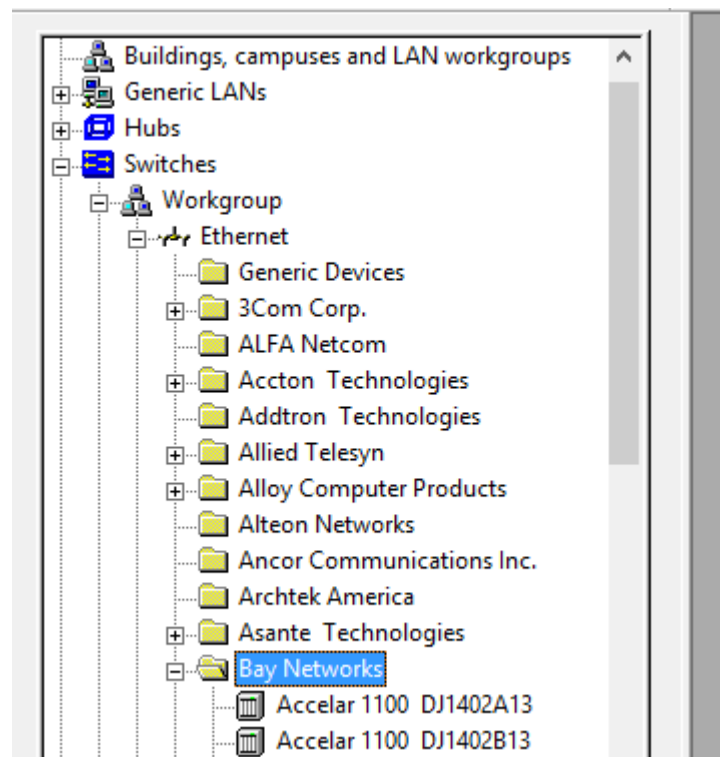 Buildings, campuses and LAN workgroups
Generic LANs
Hubs
Switches
Workgroup
Ethernet
Generic Devices
3Com Corp.
ALFA Netcom
Accton  Technologies
Addtron  Technologies
Allied Telesyn
Alloy Computer Products
Alteon Networks
Ancor Communications Inc.
Archtek America
Asante  Technologies
Bay Networks
Accelar 1100  DJ1402A13
Accelar 1100  DJ1402B13